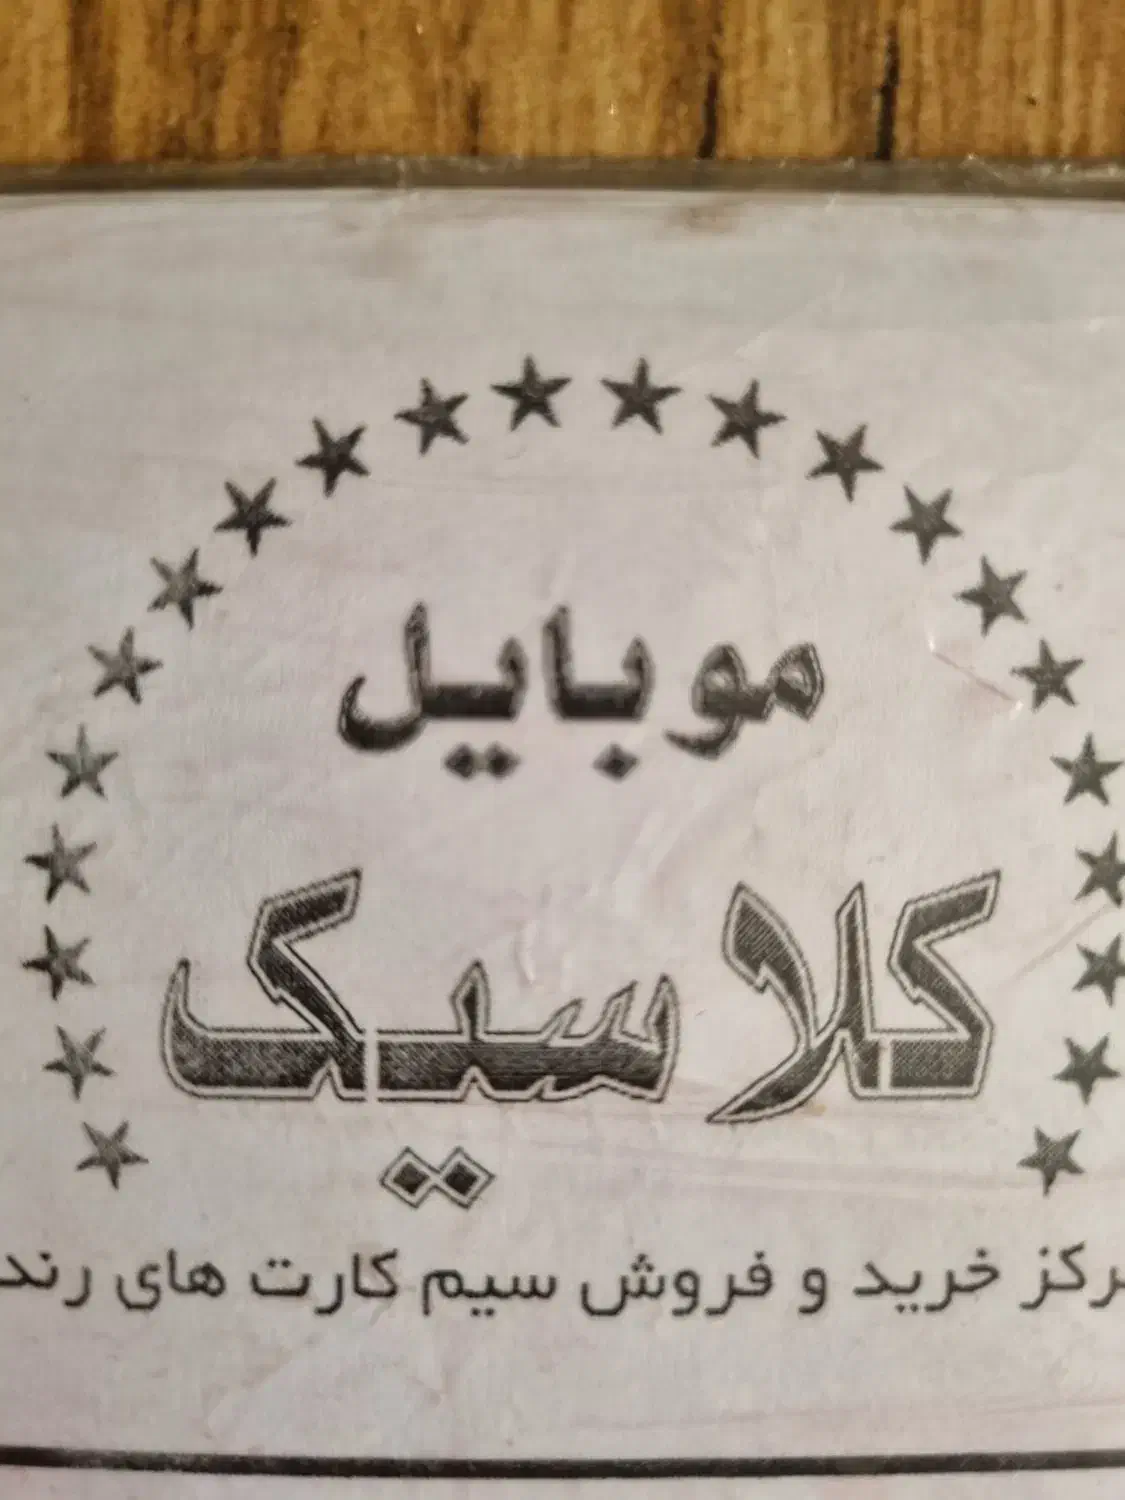 موبایل
کلاسیک
رکز خرید و فروش سیم کارت های رند